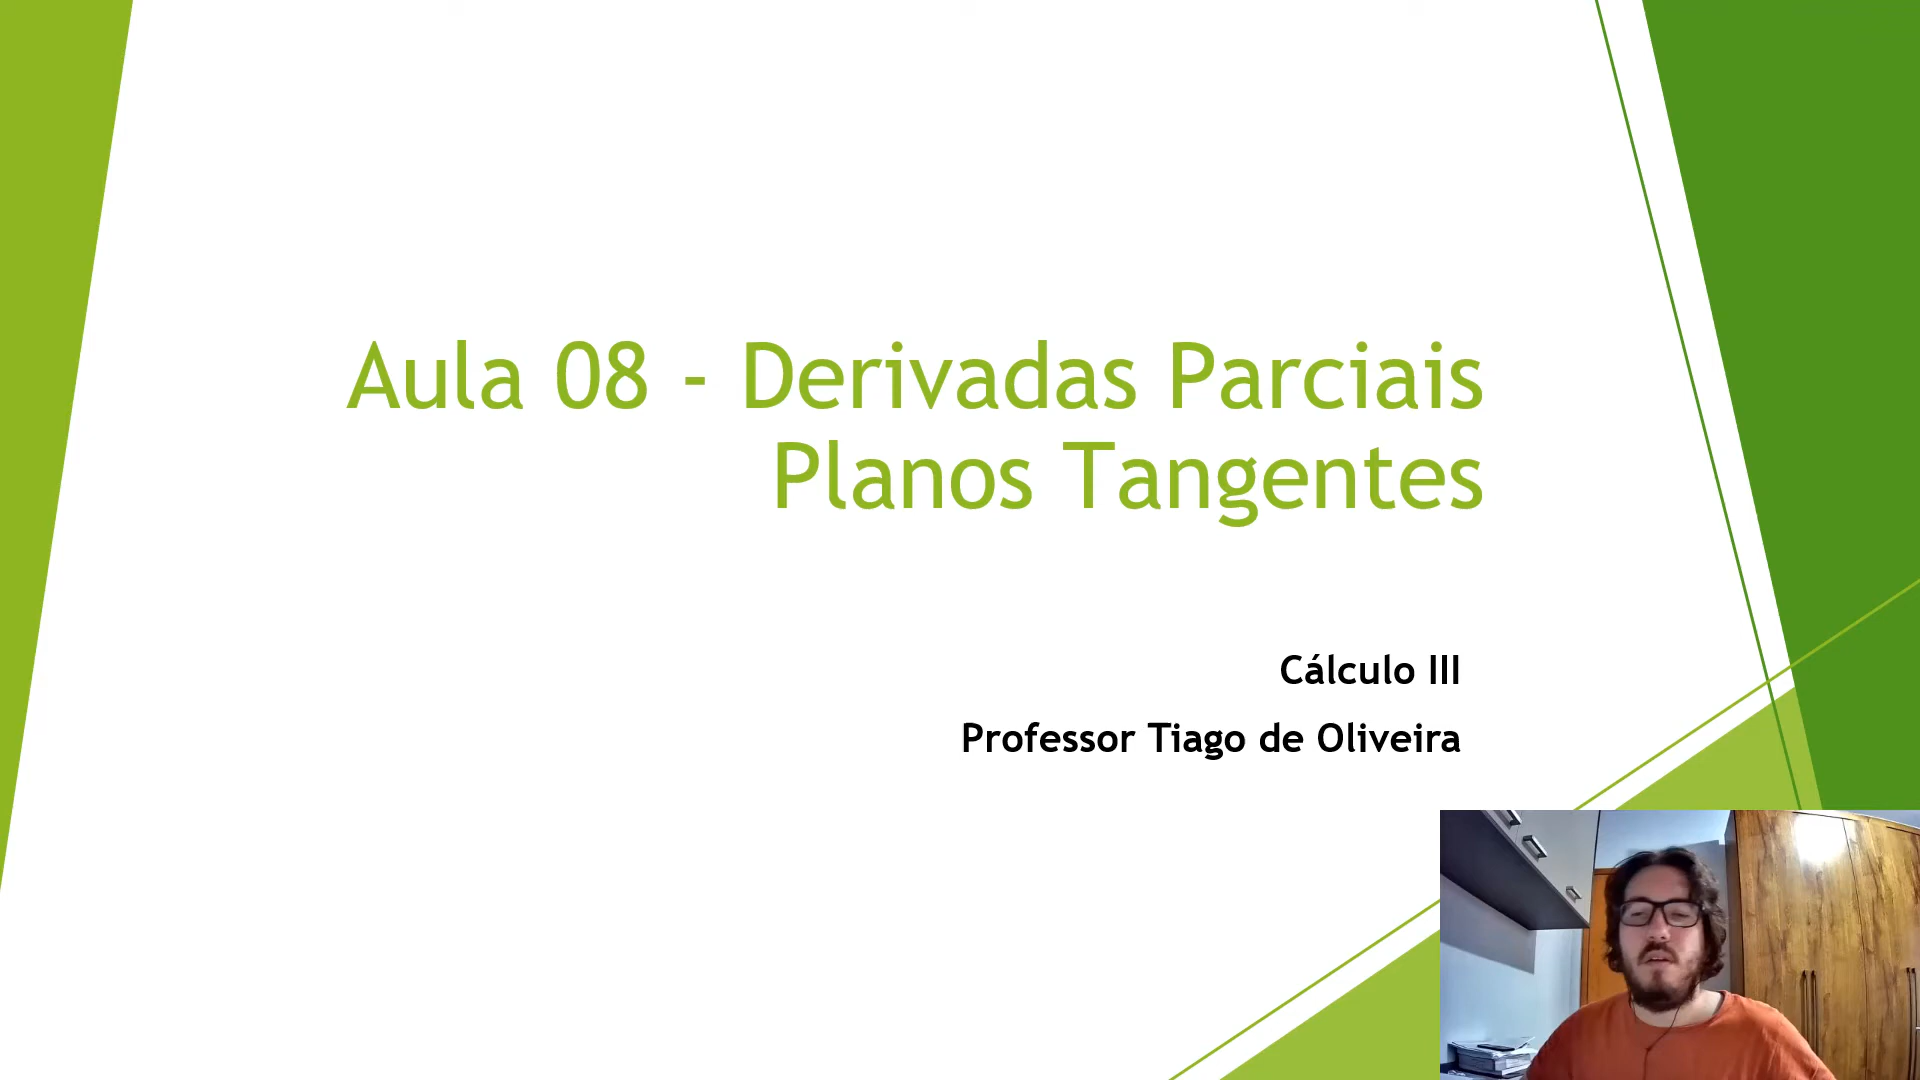 Aula 08 - Derivadas Parciais
Planos Tangentes
Cálculo III
Professor Tiago de Oliveira